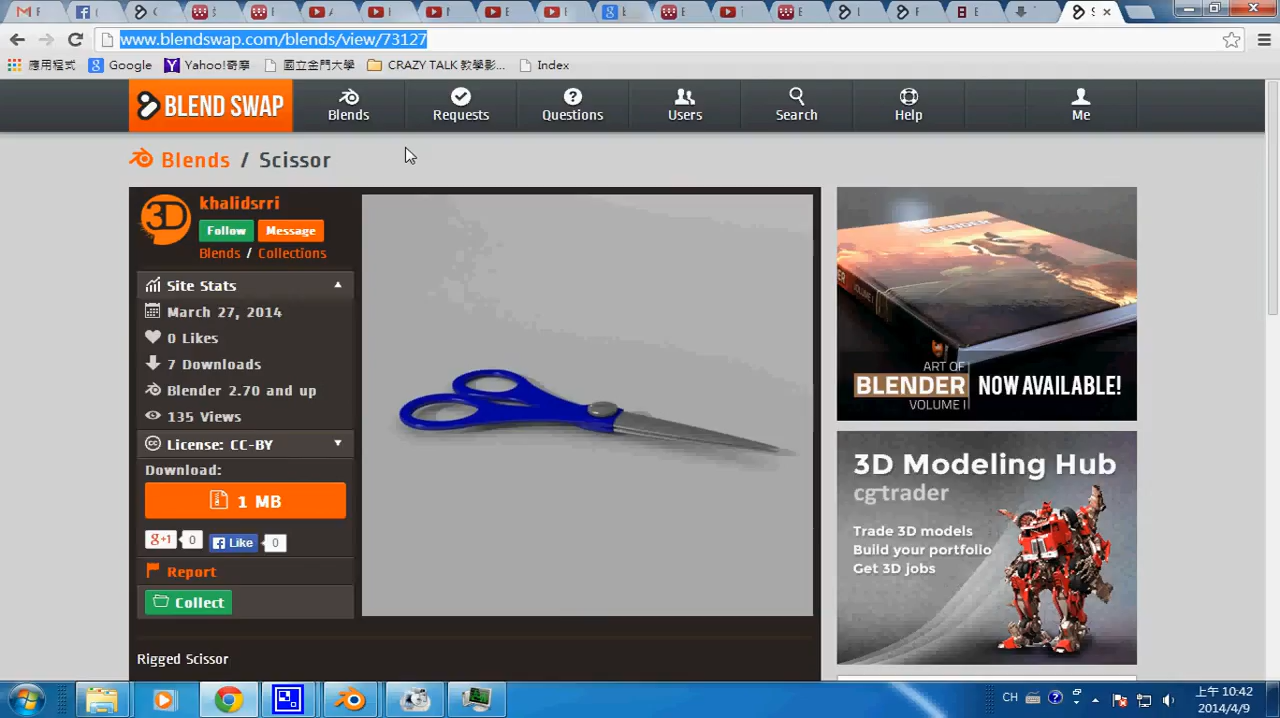 www.blendswap.com/blends/view/73127
應用程式 Google Yahoo!奇摩 國立金門大學 CRAZY TALK 教學影... Index
BLEND SWAP
Blends Requests Questions Users Search Help Me
Blends / Scissor
khalidsrri
3D
Follow Message
Blends / Collections
Site Stats
March 27, 2014
0 Likes
7 Downloads
Blender 2.70 and up
135 Views
License: CC-BY
Download:
1 MB
g+1 0 Like 0
Report
Collect
Rigged Scissor
BLENDER
ART OF
BLENDER NOW AVAILABLE!
VOLUME I
3D Modeling Hub
cgtrader
Trade 3D models
Build your portfolio
Get 3D jobs
CH
上午 10:42
2014/4/9